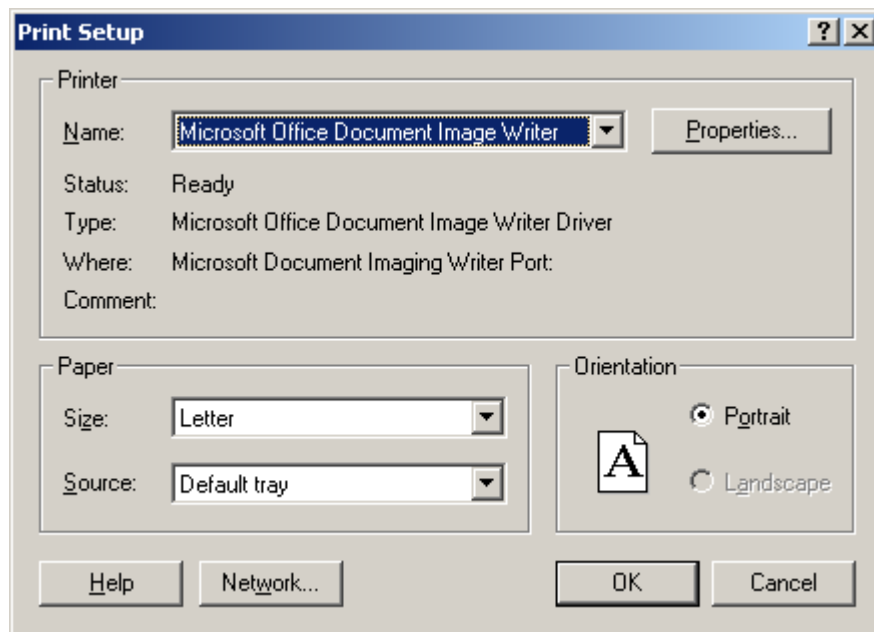 Print Setup
Printer
Name: Microsoft Office Document Image Writer Properties...
Status: Ready
Type: Microsoft Office Document Image Writer Driver
Where: Microsoft Document Imaging Writer Port:
Comment:
Paper
Size: Letter
Source: Default tray
Orientation
A
Portrait
Landscape
Help Network... OK Cancel